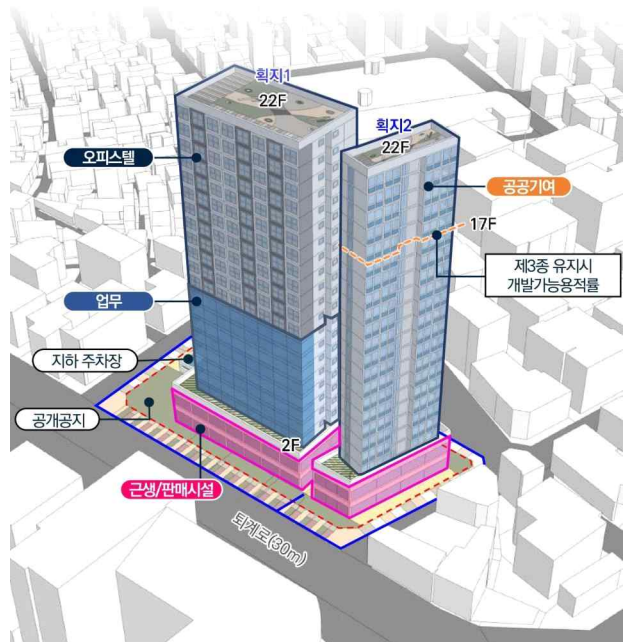 획지1
22F
획지2
22F
오피스텔
공공기여
17F
제3종 유지시
개발가능용적률
업무
지하 주차장
공개공지
2F
근생/판매시설
퇴계로(30m)